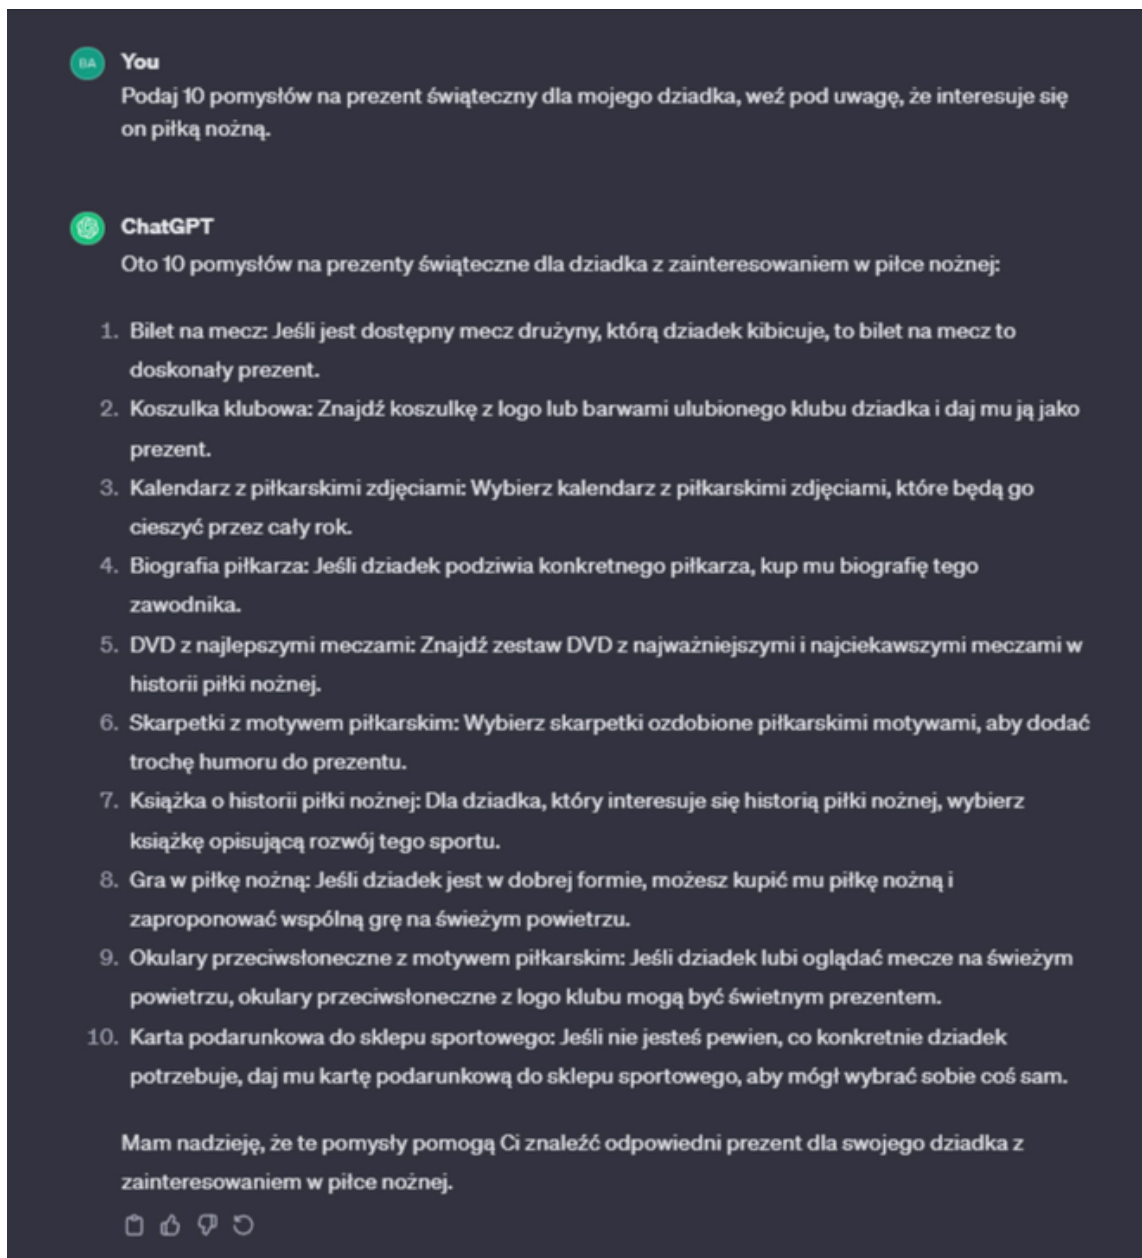 BA
You
Podaj 10 pomysłów na prezent świąteczny dla mojego dziadka, weź pod uwagę, że interesuje się
on piłką nożną.
ChatGPT
Oto 10 pomysłów na prezenty świąteczne dla dziadka z zainteresowaniem w piłce nożnej:
1. Bilet na mecz: Jeśli jest dostępny mecz drużyny, którą dziadek kibicuje, to bilet na mecz to
doskonały prezent.
2. Koszulka klubowa: Znajdź koszulkę z logo lub barwami ulubionego klubu dziadka i daj mu ją jako
prezent.
3. Kalendarz z piłkarskimi zdjęciami: Wybierz kalendarz z piłkarskimi zdjęciami, które będą go
cieszyć przez cały rok.
4. Biografia piłkarza: Jeśli dziadek podziwia konkretnego piłkarza, kup mu biografię tego
zawodnika.
5. DVD z najlepszymi meczami: Znajdź zestaw DVD z najważniejszymi i najciekawszymi meczami w
historii piłki nożnej.
6. Skarpetki z motywem piłkarskim: Wybierz skarpetki ozdobione piłkarskimi motywami, aby dodać
trochę humoru do prezentu.
7. Książka o historii piłki nożnej: Dla dziadka, który interesuje się historią piłki nożnej, wybierz
książkę opisującą rozwój tego sportu.
8. Gra w piłkę nożną: Jeśli dziadek jest w dobrej formie, możesz kupić mu piłkę nożną i
zaproponować wspólną grę na świeżym powietrzu.
9. Okulary przeciwsłoneczne z motywem piłkarskim: Jeśli dziadek lubi oglądać mecze na świeżym
powietrzu, okulary przeciwsłoneczne z logo klubu mogą być świetnym prezentem.
10. Karta podarunkowa do sklepu sportowego: Jeśli nie jesteś pewien, co konkretnie dziadek
potrzebuje, daj mu kartę podarunkową do sklepu sportowego, aby mógł wybrać sobie coś sam.
Mam nadzieję, że te pomysły pomogą Ci znaleźć odpowiedni prezent dla swojego dziadka z
zainteresowaniem w piłce nożnej.